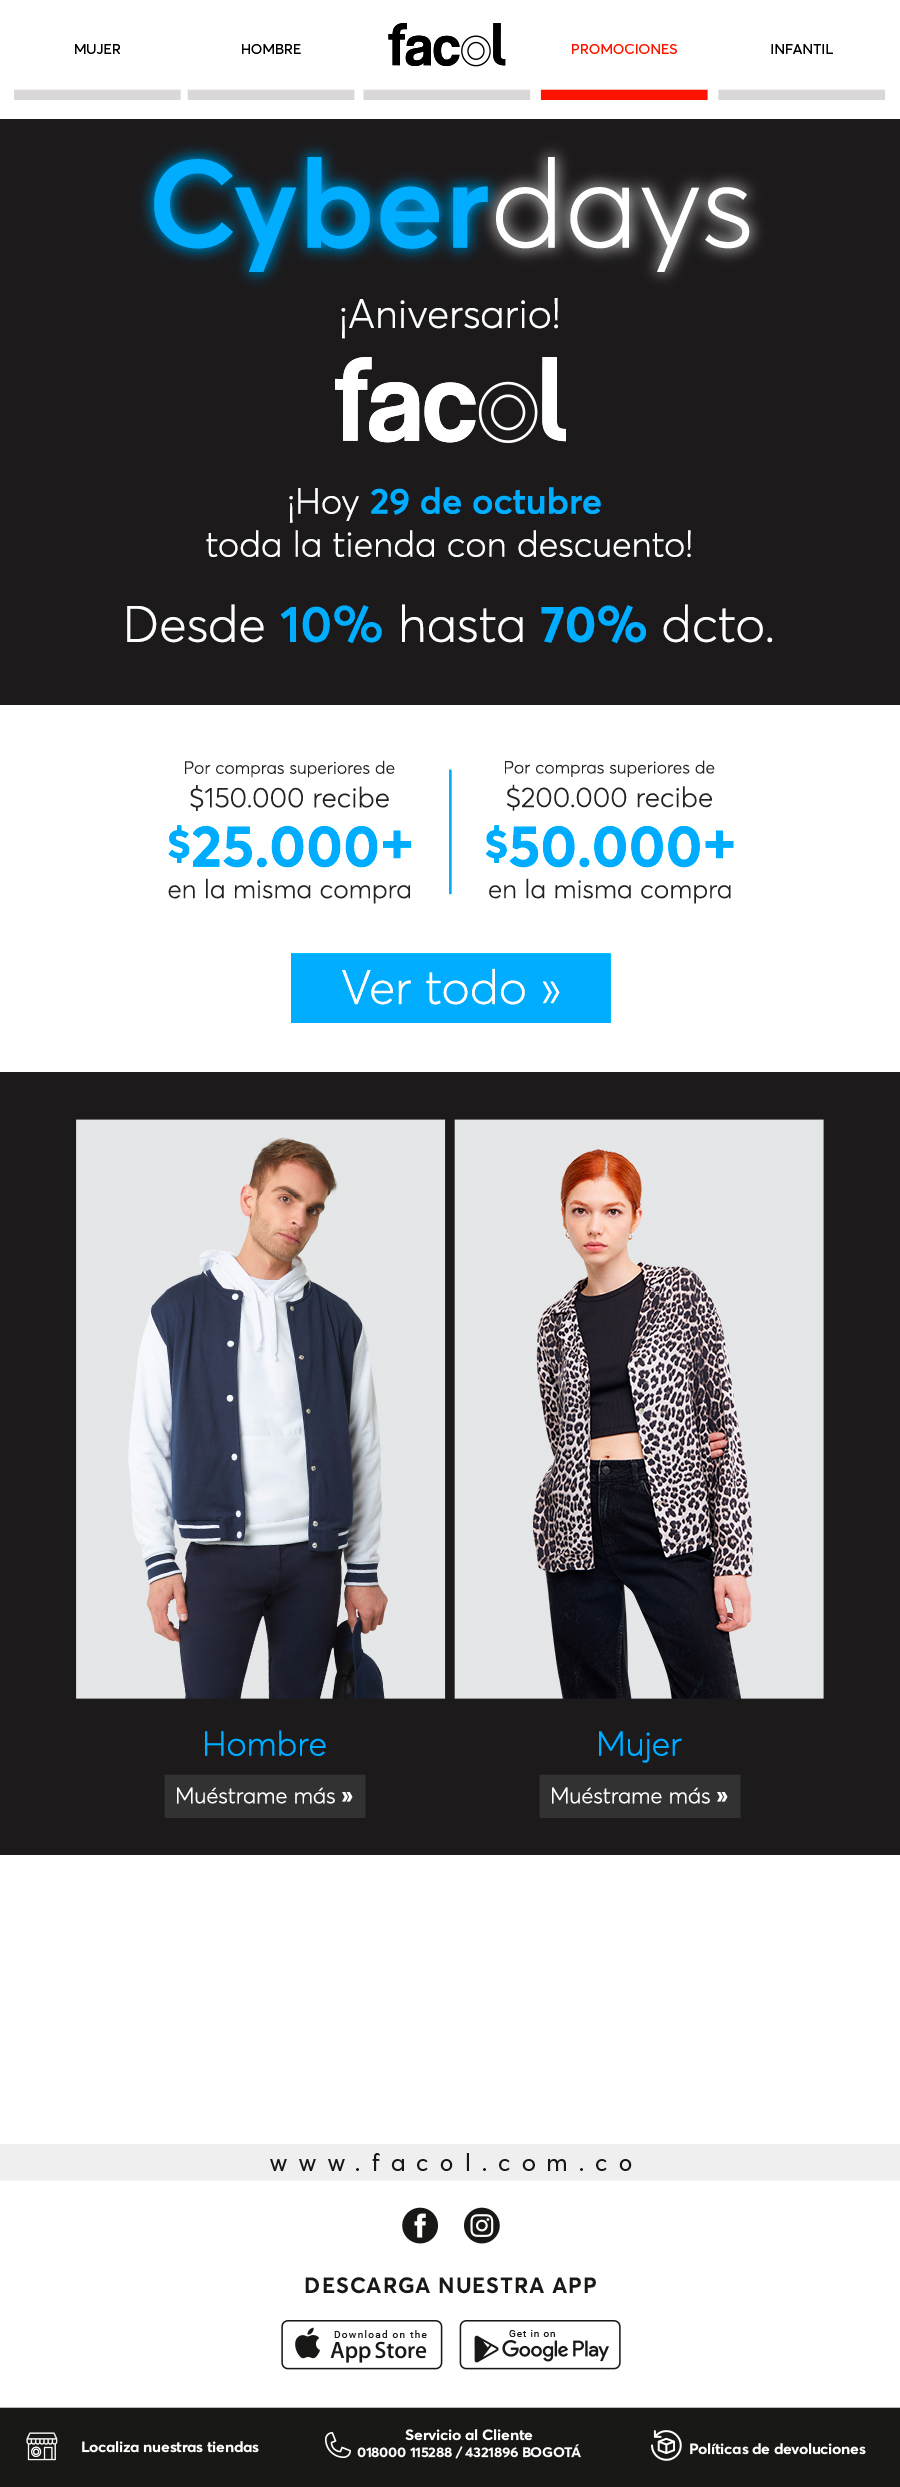 MUJER
HOMBRE
facol
PROMOCIONES
INFANTIL
Cyberdays
¡Aniversario!
facol
¡Hoy 29 de octubre
toda la tienda con descuento!
Desde 10% hasta 70% dcto.
Por compras superiores de
$150.000 recibe
$25.000+
en la misma compra
Por compras superiores de
$200.000 recibe
$50.000+
en la misma compra
Ver todo »
Hombre
Muéstrame más »
Mujer
Muéstrame más »
www.facol.com.co
DESCARGA NUESTRA APP
Download on the
App Store
Get in on
Google Play
Localiza nuestras tiendas
Servicio al Cliente
018000 115288 / 4321896 BOGOTÁ
Políticas de devoluciones